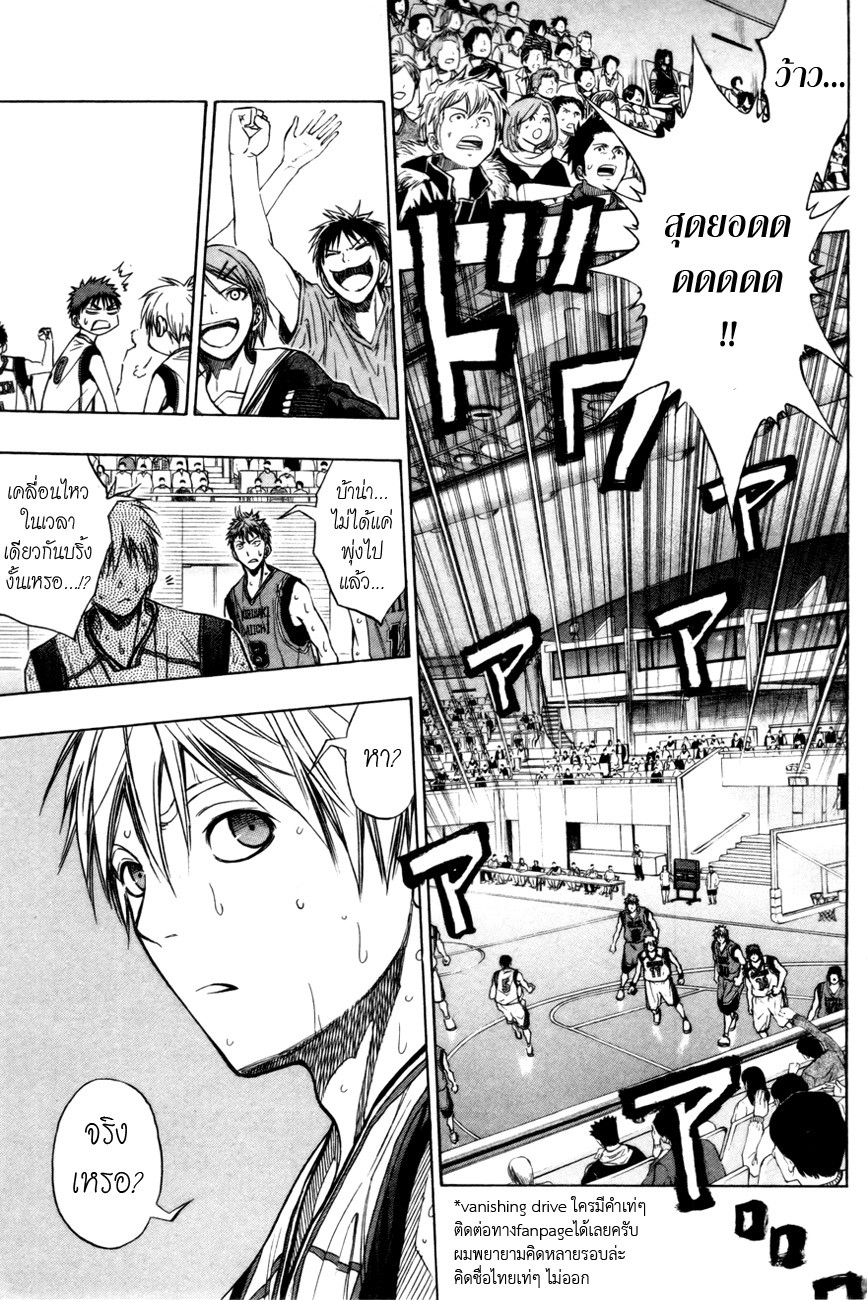 ว้าว...
สุดยอดด
ดดดดด
!!
ドワアアアアア
บ้าน่า...
ไม่ได้แค่
พุ่งไป
แล้ว...
เคลื่อนไหว
ในเวลา
เดียวกันบริ้ง
งั้นเหรอ...!?
หา?
จริง
เหรอ?
*vanishing drive ใครมีคำเท่ๆ
ติดต่อทางfanpageได้เลยครับ
ผมพยายามคิดหลายรอบล่ะ
คิดชื่อไทยเท่ๆ ไม่ออก